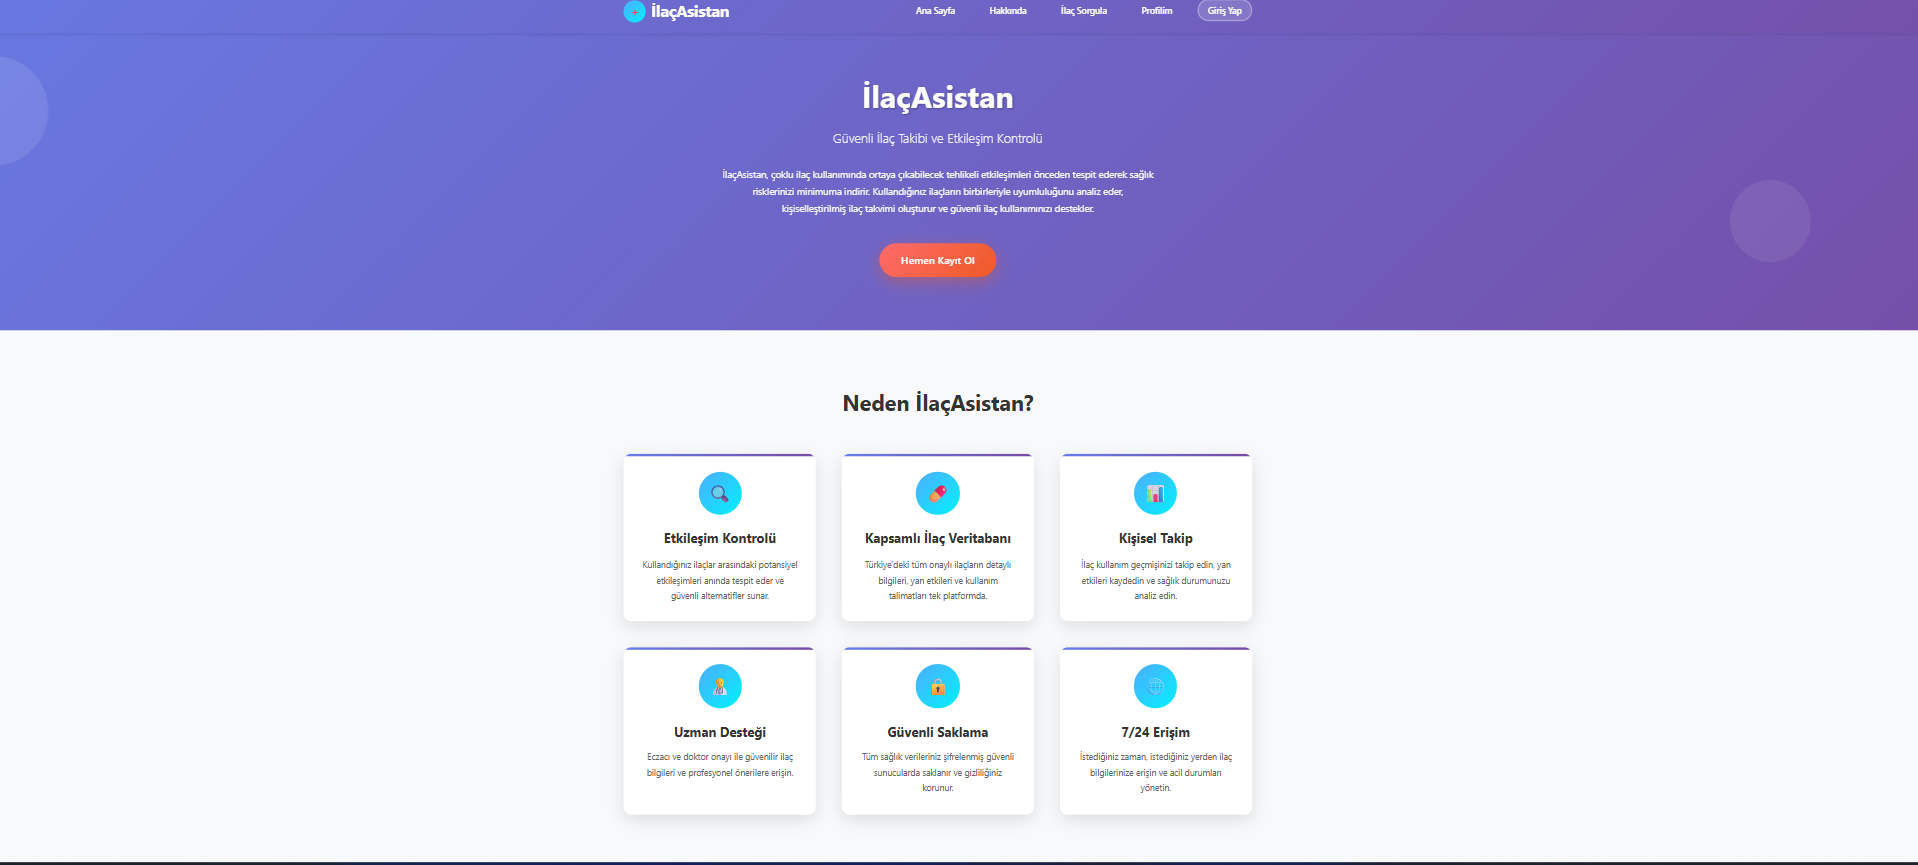 İlaçAsistan
Ana Sayfa Hakkında İlaç Sorgula Profilim Giriş Yap
İlaçAsistan
Güvenli İlaç Takibi ve Etkileşim Kontrolü
İlaçAsistan, çoklu ilaç kullanımında ortaya çıkabilecek tehlikeli etkileşimleri önceden tespit ederek sağlık
risklerinizi minimuma indirir. Kullandığınız ilaçların birbirleriyle uyumluluğunu analiz eder,
kişiselleştirilmiş ilaç takvimi oluşturur ve güvenli ilaç kullanımınızı destekler.
Hemen Kayıt Ol
Neden İlaçAsistan?
Etkileşim Kontrolü
Kullandığınız ilaçlar arasındaki potansiyel
etkileşimleri anında tespit eder ve
güvenli alternatifler sunar.
Kapsamlı İlaç Veritabanı
Türkiye'deki tüm onaylı ilaçların detaylı
bilgileri, yan etkileri ve kullanım
talimatları tek platformda.
Kişisel Takip
İlaç kullanım geçmişinizi takip edin, yan
etkileri kaydedin ve sağlık durumunuzu
analiz edin.
Uzman Desteği
Eczacı ve doktor onayı ile güvenilir ilaç
bilgileri ve profesyonel önerilere erişin.
Güvenli Saklama
Tüm sağlık verileriniz şifrelenmiş güvenli
sunucularda saklanır ve gizliliğiniz
korunur.
7/24 Erişim
İstediğiniz zaman, istediğiniz yerden ilaç
bilgilerinize erişin ve acil durumları
yönetin.